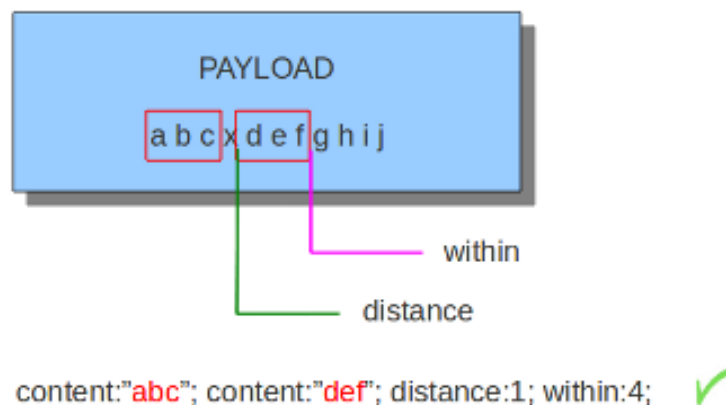 PAYLOAD
a b c x d e f g h i j
within
distance
content:”abc”; content:”def”; distance:1; within:4;